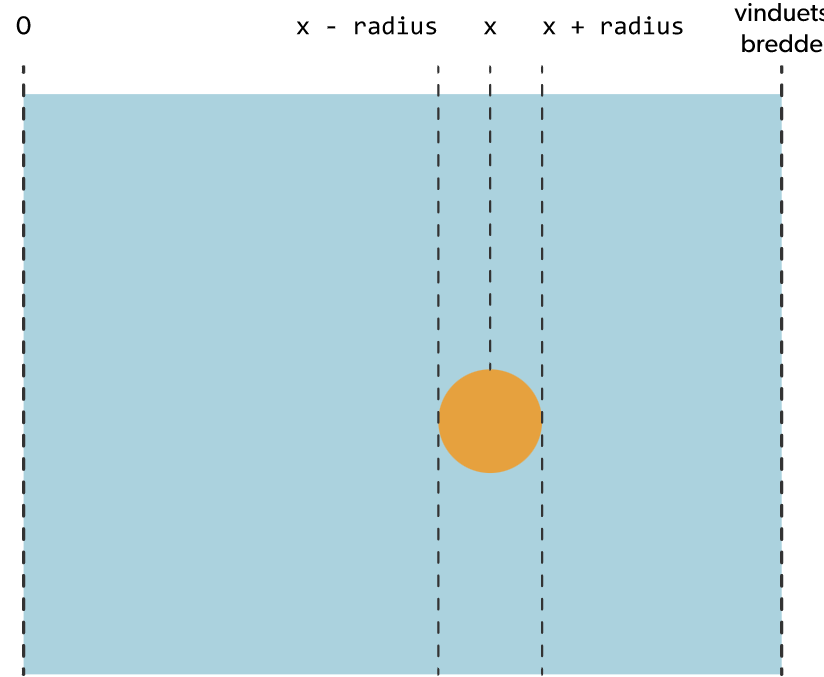 0
x - radius
x
x + radius
vinduets
bredde